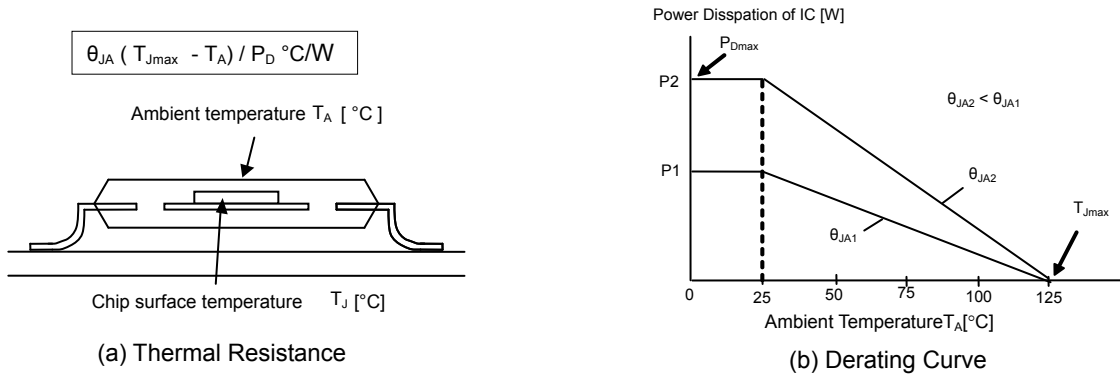 θJA ( TJmax - TA) / PD °C/W
Ambient temperature TA [ °C ]
Chip surface temperature TJ [°C]
(a) Thermal Resistance
Power Disspation of IC [W]
PDmax
P2
θJA2 < θJA1
P1
θJA2
TJmax
θJA1
0 25 50 75 100 125
Ambient TemperatureTA[°C]
(b) Derating Curve